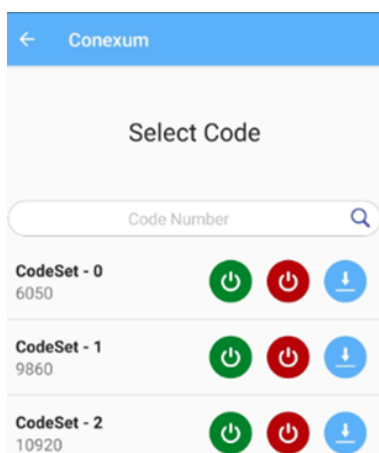 Conexum
Select Code
Code Number
CodeSet - 0
6050
CodeSet - 1
9860
CodeSet - 2
10920